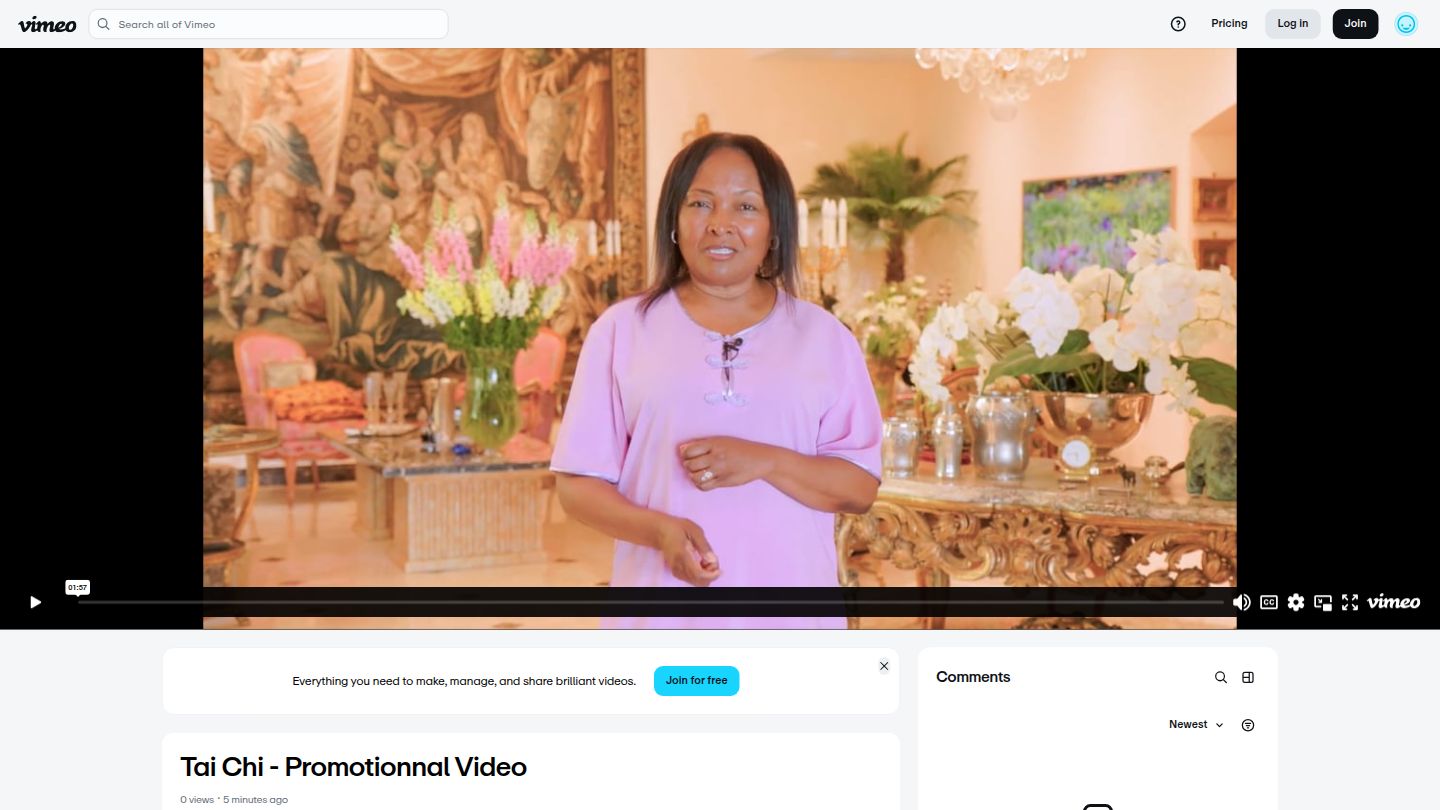 vimeo
Search all of Vimeo
Pricing
Log in
Join
01:57
CC
vimeo
Everything you need to make, manage, and share brilliant videos.
Join for free
Comments
Newest
Tai Chi - Promotionnal Video
0 views · 5 minutes ago